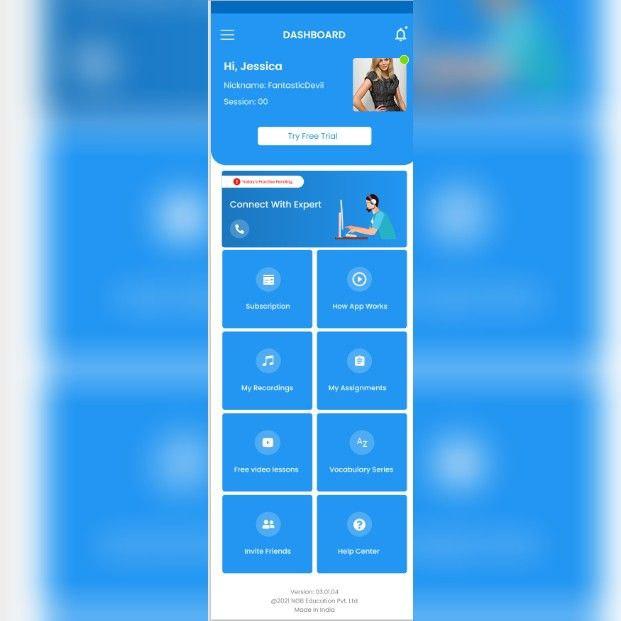 DASHBOARD
Hi, Jessica
Nickname: FantasticDevil
Session: 00
Try Free Trial
Today's Practice Pending
Connect With Expert
Subscription
How App Works
My Recordings
My Assignments
Free video lessons
AZ
Vocabulary Series
Invite Friends
Help Center
Version: 03.01.04
@2021 NGB Education Pvt. Ltd
Made in India